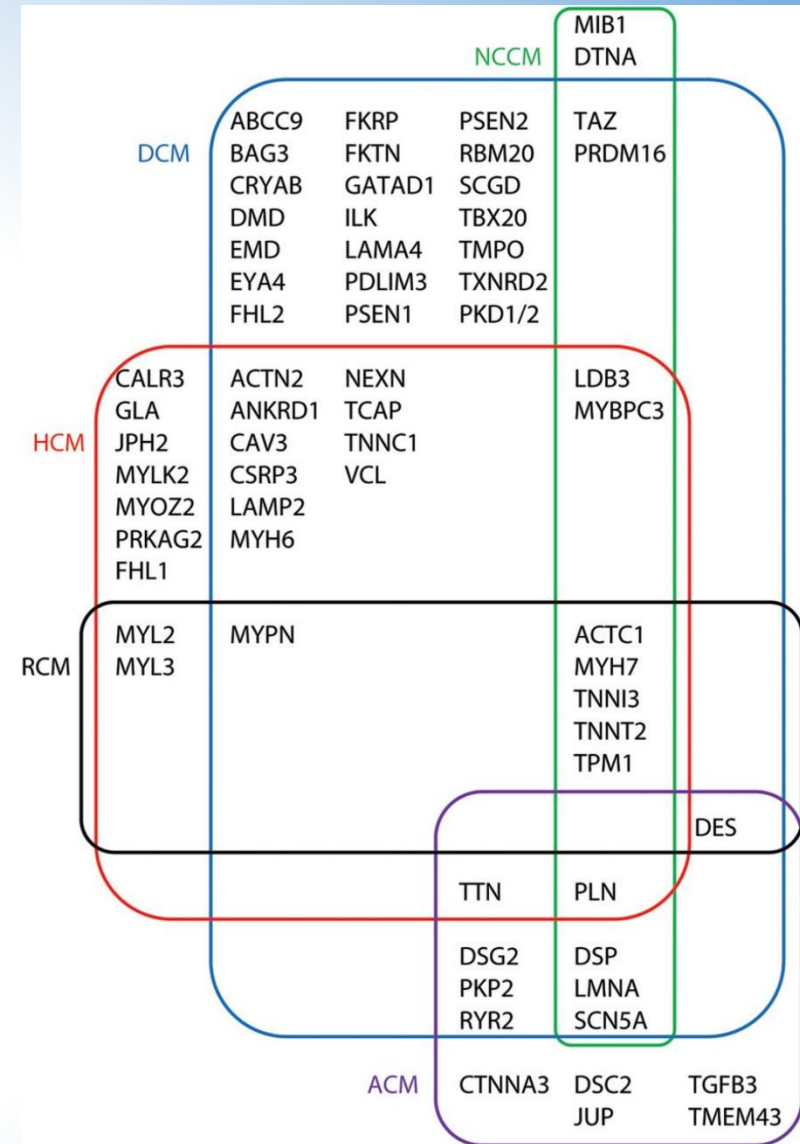 MIB1
NCCM DTNA
ABCC9 FKRP PSEN2 TAZ
DCM BAG3 FKTN RBM20 PRDM16
CRYAB GATAD1 SCGD
DMD ILK TBX20
EMD LAMA4 TMPO
EYA4 PDLIM3 TXNRD2
FHL2 PSEN1 PKD1/2
CALR3 ACTN2 NEXN LDB3
GLA ANKRD1 TCAP MYBPC3
HCM JPH2 CAV3 TNNC1
MYLK2 CSRP3 VCL
MYOZ2 LAMP2
PRKAG2 MYH6
FHL1
MYL2 MYPN ACTC1
RCM MYL3 MYH7
TNNI3
TNNT2
TPM1
DES
TTN PLN
DSG2 DSP
PKP2 LMNA
RYR2 SCN5A
ACM CTNNA3 DSC2 TGFB3
JUP TMEM43